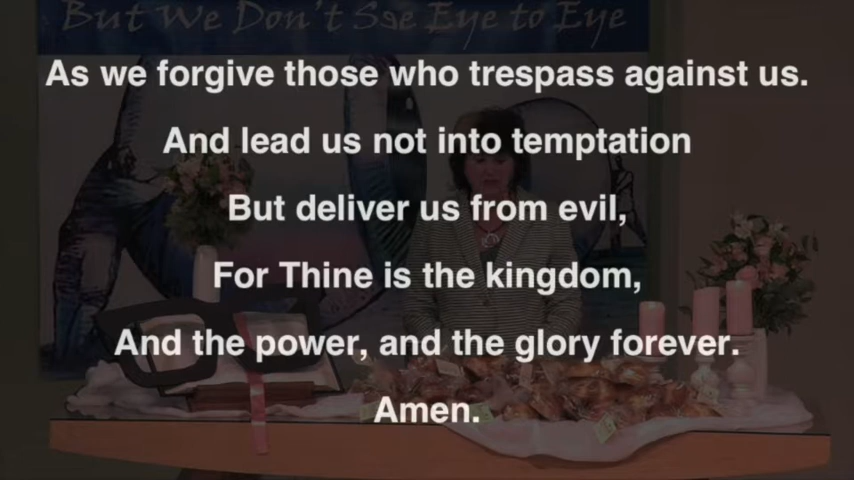 But We Don't See Eye to Eye
As we forgive those who trespass against us.
And lead us not into temptation
But deliver us from evil,
For Thine is the kingdom,
And the power, and the glory forever.
Amen.